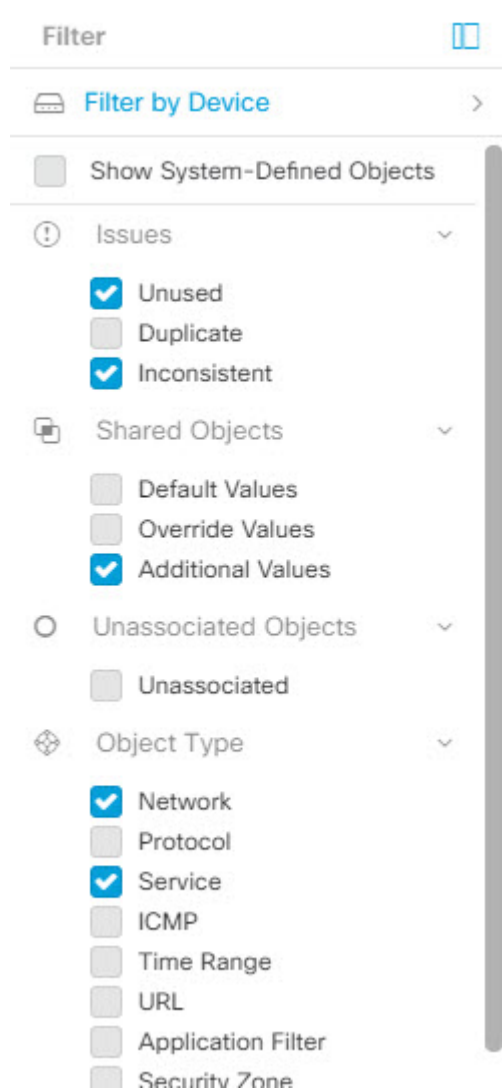 Filter
Filter by Device
Show System-Defined Objects
Issues
Unused
Duplicate
Inconsistent
Shared Objects
Default Values
Override Values
Additional Values
Unassociated Objects
Unassociated
Object Type
Network
Protocol
Service
ICMP
Time Range
URL
Application Filter
Security Zone